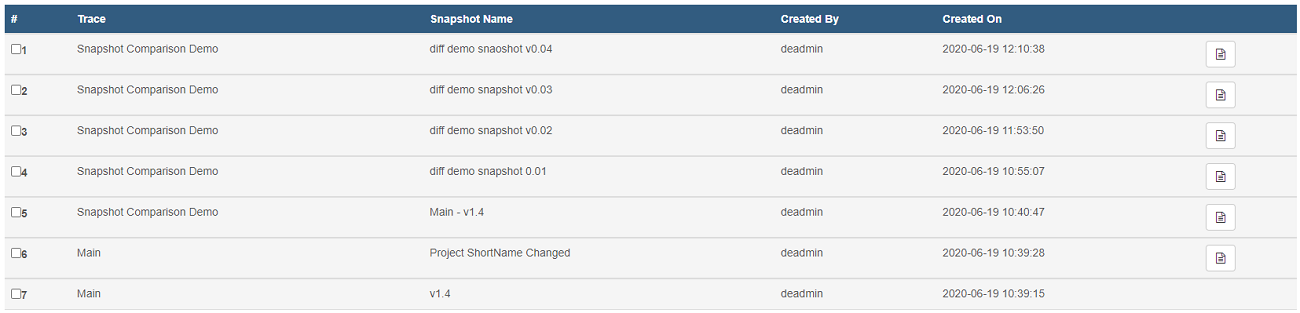 # Trace Snapshot Name Created By Created On
1 Snapshot Comparison Demo diff demo snaoshot v0.04 deadmin 2020-06-19 12:10:38
2 Snapshot Comparison Demo diff demo snapshot v0.03 deadmin 2020-06-19 12:06:26
3 Snapshot Comparison Demo diff demo snapshot v0.02 deadmin 2020-06-19 11:53:50
4 Snapshot Comparison Demo diff demo snapshot 0.01 deadmin 2020-06-19 10:55:07
5 Snapshot Comparison Demo Main - v1.4 deadmin 2020-06-19 10:40:47
6 Main Project ShortName Changed deadmin 2020-06-19 10:39:28
7 Main v1.4 deadmin 2020-06-19 10:39:15